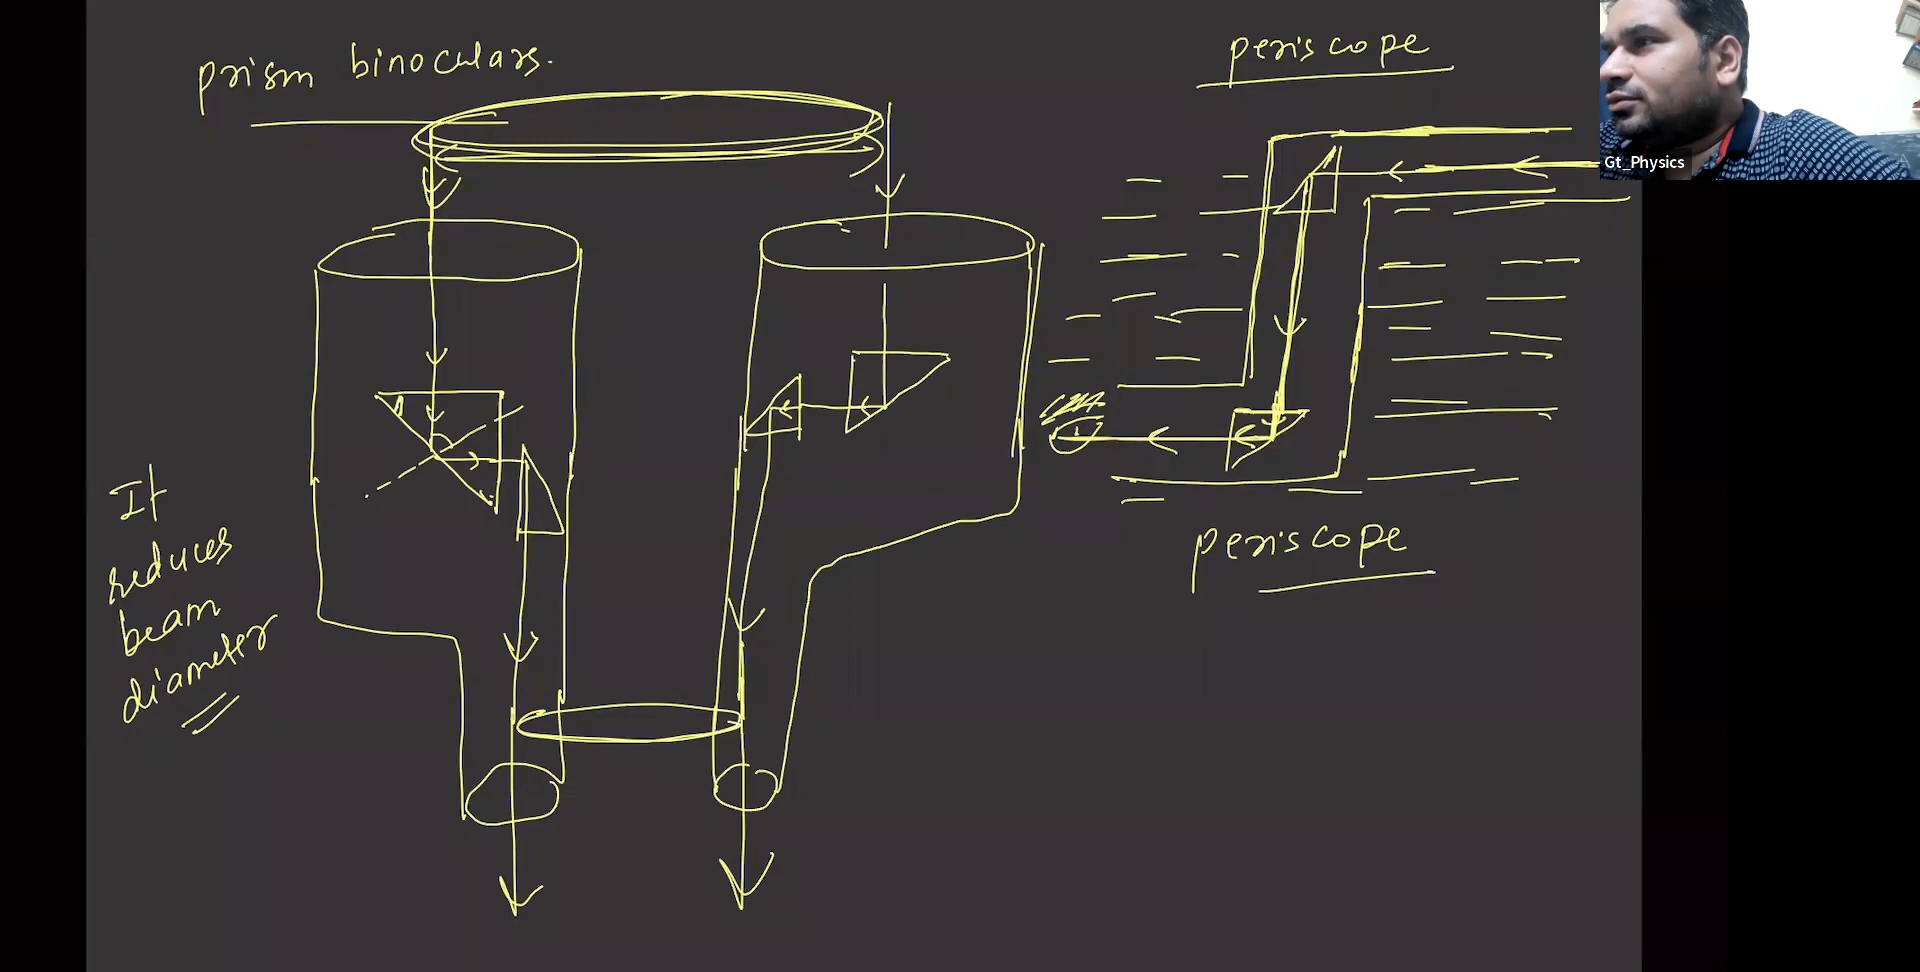 prism binoculars.
periscope
Gt_Physics
It
reduces
beam
diameter
periscope